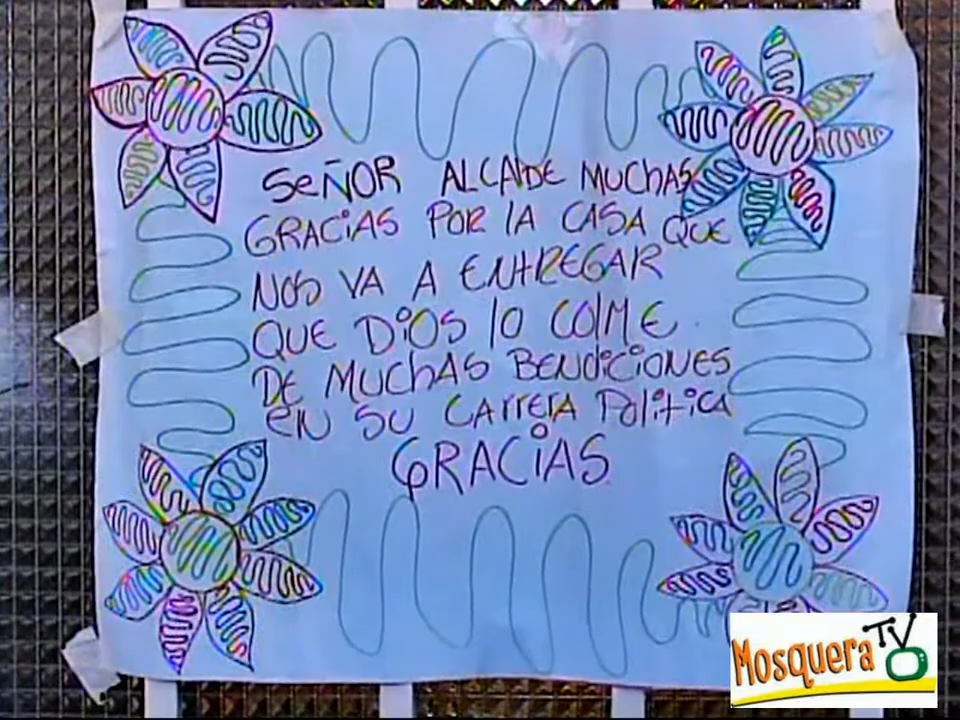 SEÑOR ALCALDE MUCHAS
GRACIAS POR LA CASA QUE
NOS VA A ENTREGAR
QUE DIOS LO COLME
DE MUCHAS BENDICIONES
EN SU CARRERA POLITICA
GRACIAS
Mosquera TV